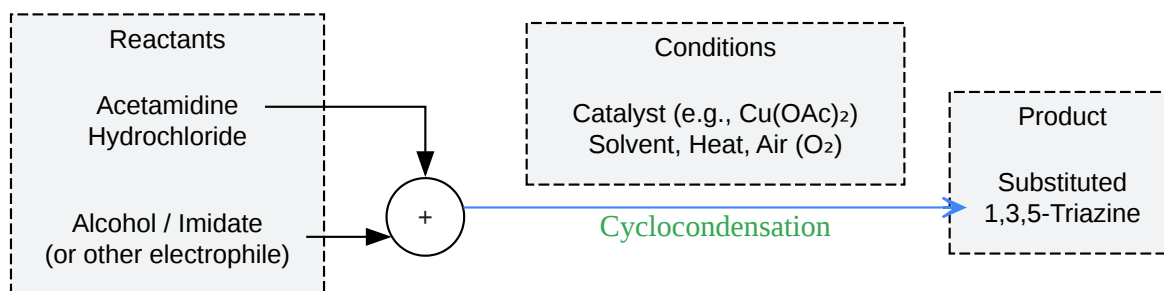 Reactants
Acetamidine
Hydrochloride
Alcohol / Imidate
(or other electrophile)
+
Conditions
Catalyst (e.g., Cu(OAc)₂)
Solvent, Heat, Air (O₂)
Cyclocondensation
Product
Substituted
1,3,5-Triazine